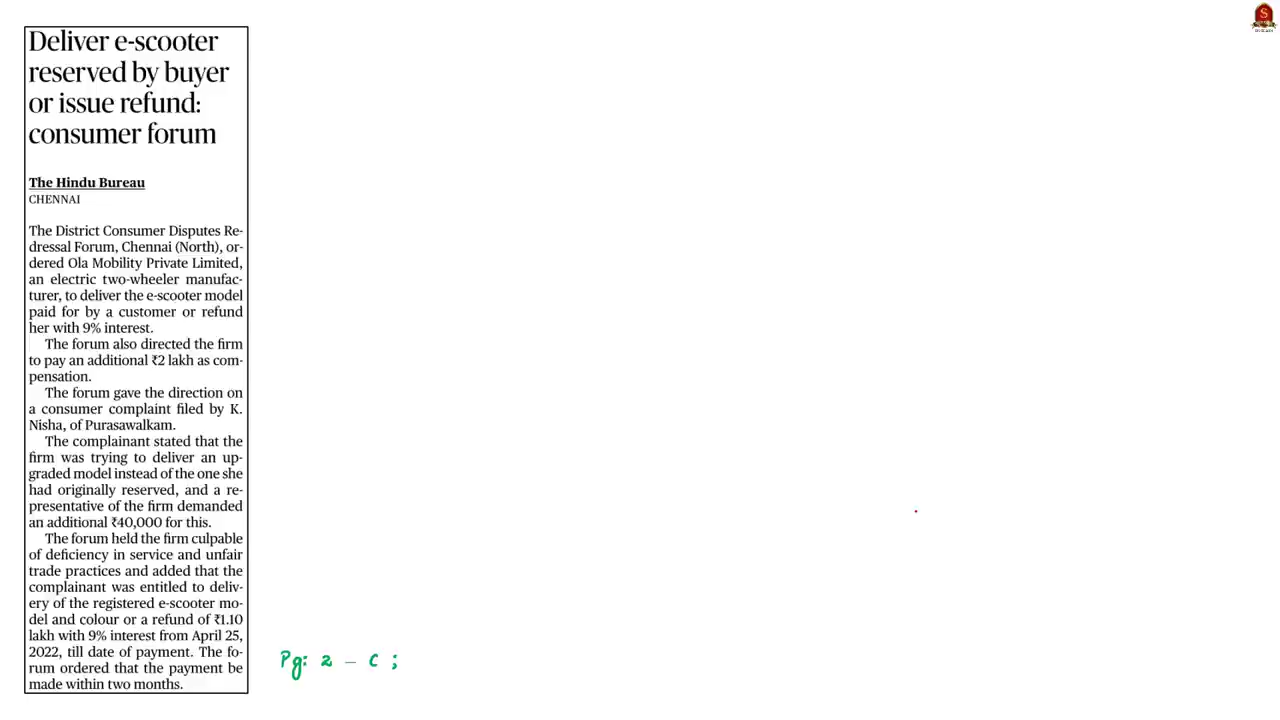 Deliver e-scooter
reserved by buyer
or issue refund:
consumer forum
The Hindu Bureau
CHENNAI
The District Consumer Disputes Re-
dressal Forum, Chennai (North), or-
dered Ola Mobility Private Limited,
an electric two-wheeler manufac-
turer, to deliver the e-scooter model
paid for by a customer or refund
her with 9% interest.
The forum also directed the firm
to pay an additional ₹2 lakh as com-
pensation.
The forum gave the direction on
a consumer complaint filed by K.
Nisha, of Purasawalkam.
The complainant stated that the
firm was trying to deliver an up-
graded model instead of the one she
had originally reserved, and a re-
presentative of the firm demanded
an additional ₹40,000 for this.
The forum held the firm culpable
of deficiency in service and unfair
trade practices and added that the
complainant was entitled to deliv-
ery of the registered e-scooter mo-
del and colour or a refund of ₹1.10
lakh with 9% interest from April 25,
2022, till date of payment. The fo-
rum ordered that the payment be
made within two months.
Pg: 2 – C ;